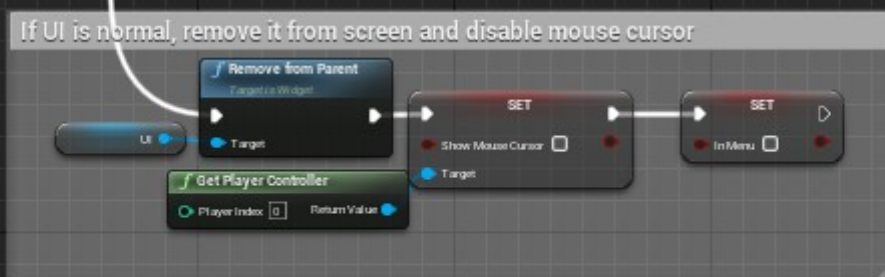 If UI is normal, remove it from screen and disable mouse cursor
f Remove from Parent
Target is Widget
SET
SET
UI
Target
Show Mouse Cursor
In Menu
Target
f Get Player Controller
Player Index 0
Return Value